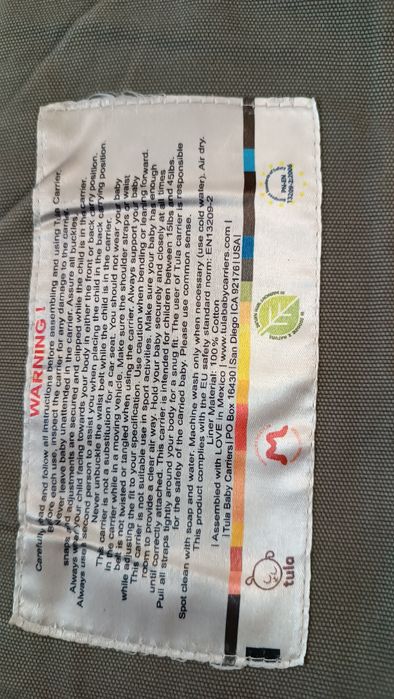 WARNING !
Carefully read and follow all instructions before assembling and using Tula Carrier.
Before each use, inspect the carrier for any damage to the carrier,
Never leave baby unattended in the carrier. Assure all buckles,
snaps and adjustments are secured and clipped while the child is in the carrier.
Always wear your child facing towards your body in either a front or back carry position.
Always use a second person to assist you when placing the child in the back carrying position.
Never unbuckle the waist belt while the child is in the carrier.
This carrier is not a substitution for a car seat. You should never wear your baby
in the carrier while in a moving vehicle. Make sure the shoulder straps or waist
belt is not twisted or tangled when using the carrier. Always support your baby
while adjusting the fit to your specification. Use caution when bending or leaning forward.
This carrier is not suitable use in sport activities. Make sure your baby has enough
room to provide a clear air way. Hold your baby securely and closely at all times
until correctly attached. This carrier is intended for children between 15lbs and 45lbs.
Pull all straps tightly around your body for a snug fit. The user of Tula carrier is responsible
for the safety of the carried baby. Please use common sense.
Spot clean with soap and water. Machine wash only when necessary (use cold water). Air dry.
This product complies with the EU safety standard norm: EN13209-2
Liner Material: 100% Cotton
| Assembled with LOVE in Mexico | www.tulababycarriers.com |
| Tula Baby Carriers| PO Box 16430 |San Diego |CA 92176|USA|
tula
PN-EN
13209-2:2006